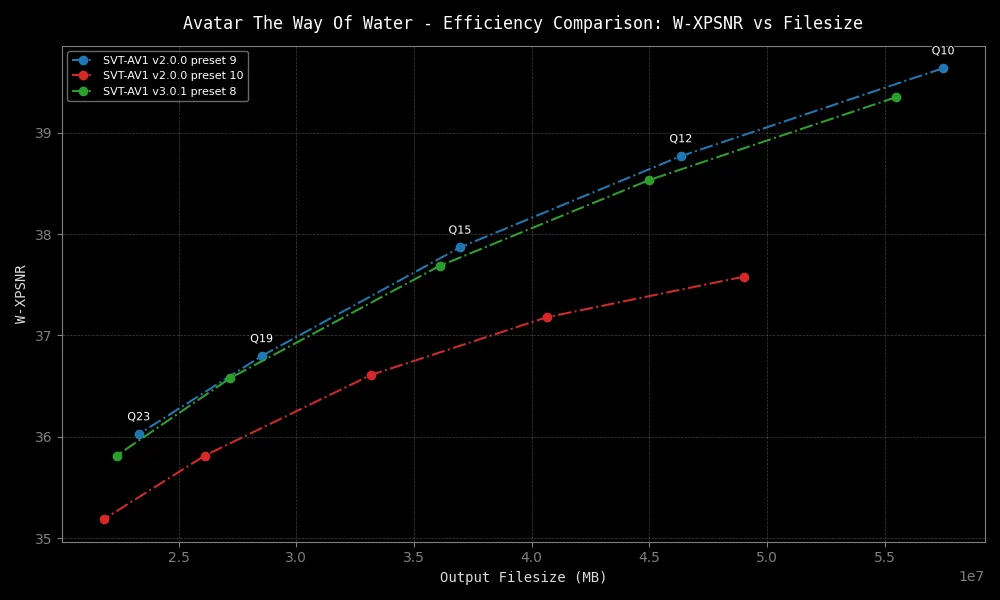 Avatar The Way Of Water - Efficiency Comparison: W-XPSNR vs Filesize
SVT-AV1 v2.0.0 preset 9
SVT-AV1 v2.0.0 preset 10
SVT-AV1 v3.0.1 preset 8
Q10
Q12
Q15
Q19
Q23
39
38
37
36
35
W-XPSNR
2.5 3.0 3.5 4.0 4.5 5.0 5.5
1e7
Output Filesize (MB)